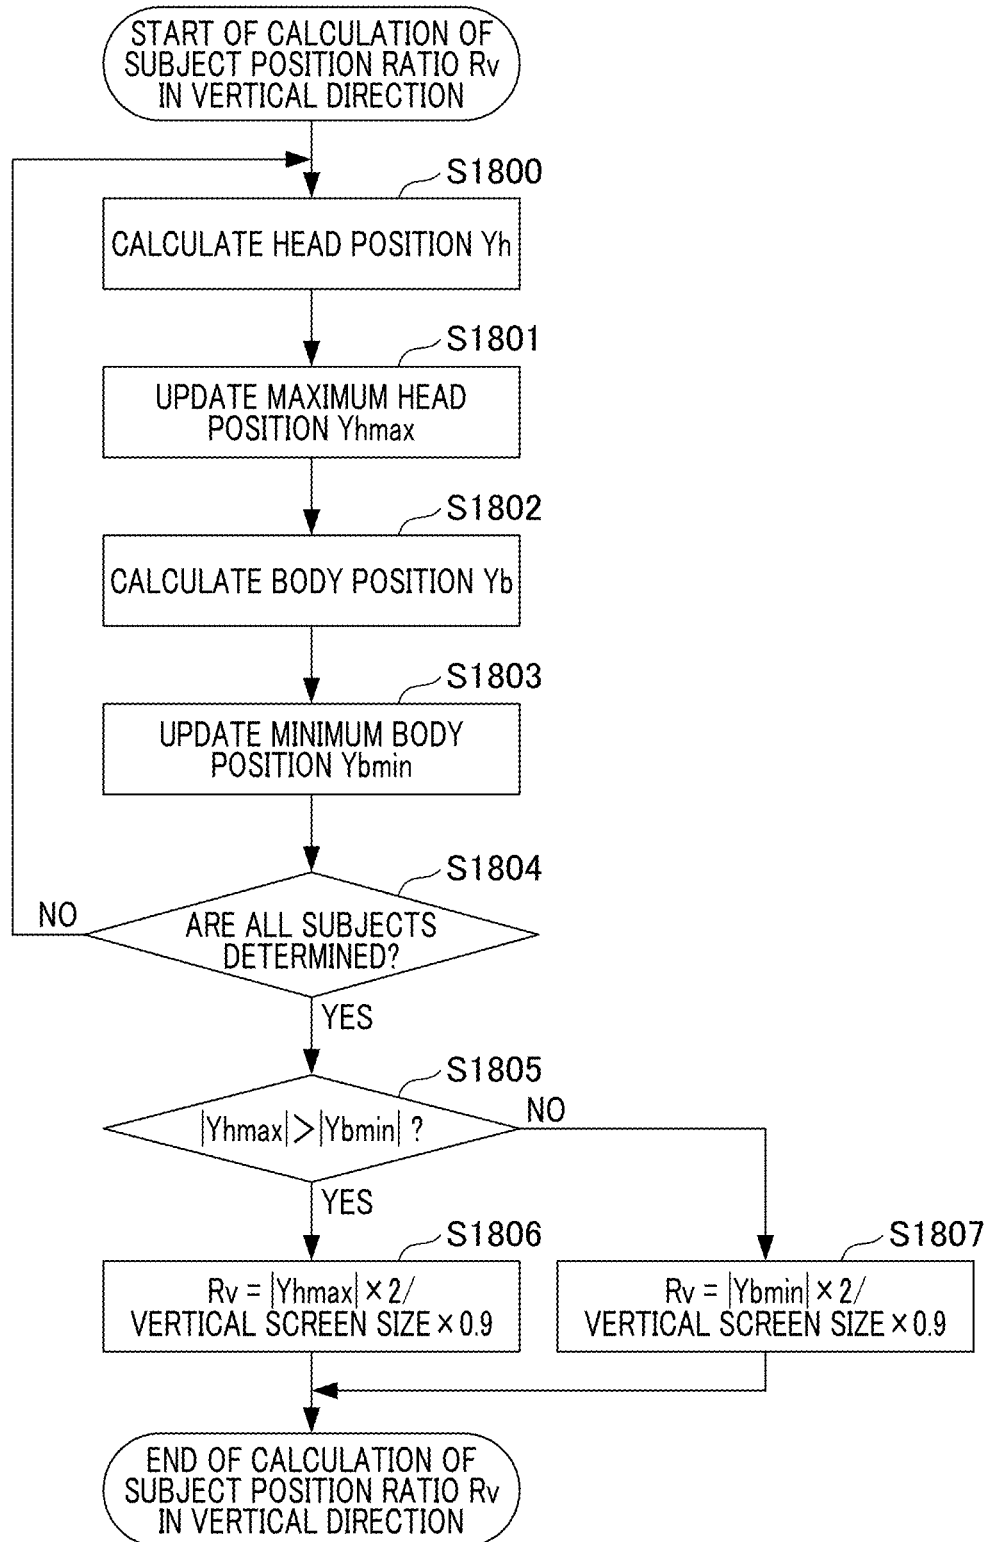 START OF CALCULATION OF
SUBJECT POSITION RATIO Rv
IN VERTICAL DIRECTION
S1800
CALCULATE HEAD POSITION Yh
S1801
UPDATE MAXIMUM HEAD
POSITION Yhmax
S1802
CALCULATE BODY POSITION Yb
S1803
UPDATE MINIMUM BODY
POSITION Ybmin
S1804
NO
ARE ALL SUBJECTS
DETERMINED?
YES
S1805
|Yhmax|>|Ybmin| ?
NO
YES
S1806
Rv = |Yhmax| × 2/
VERTICAL SCREEN SIZE × 0.9
S1807
Rv = |Ybmin| × 2/
VERTICAL SCREEN SIZE × 0.9
END OF CALCULATION OF
SUBJECT POSITION RATIO Rv
IN VERTICAL DIRECTION